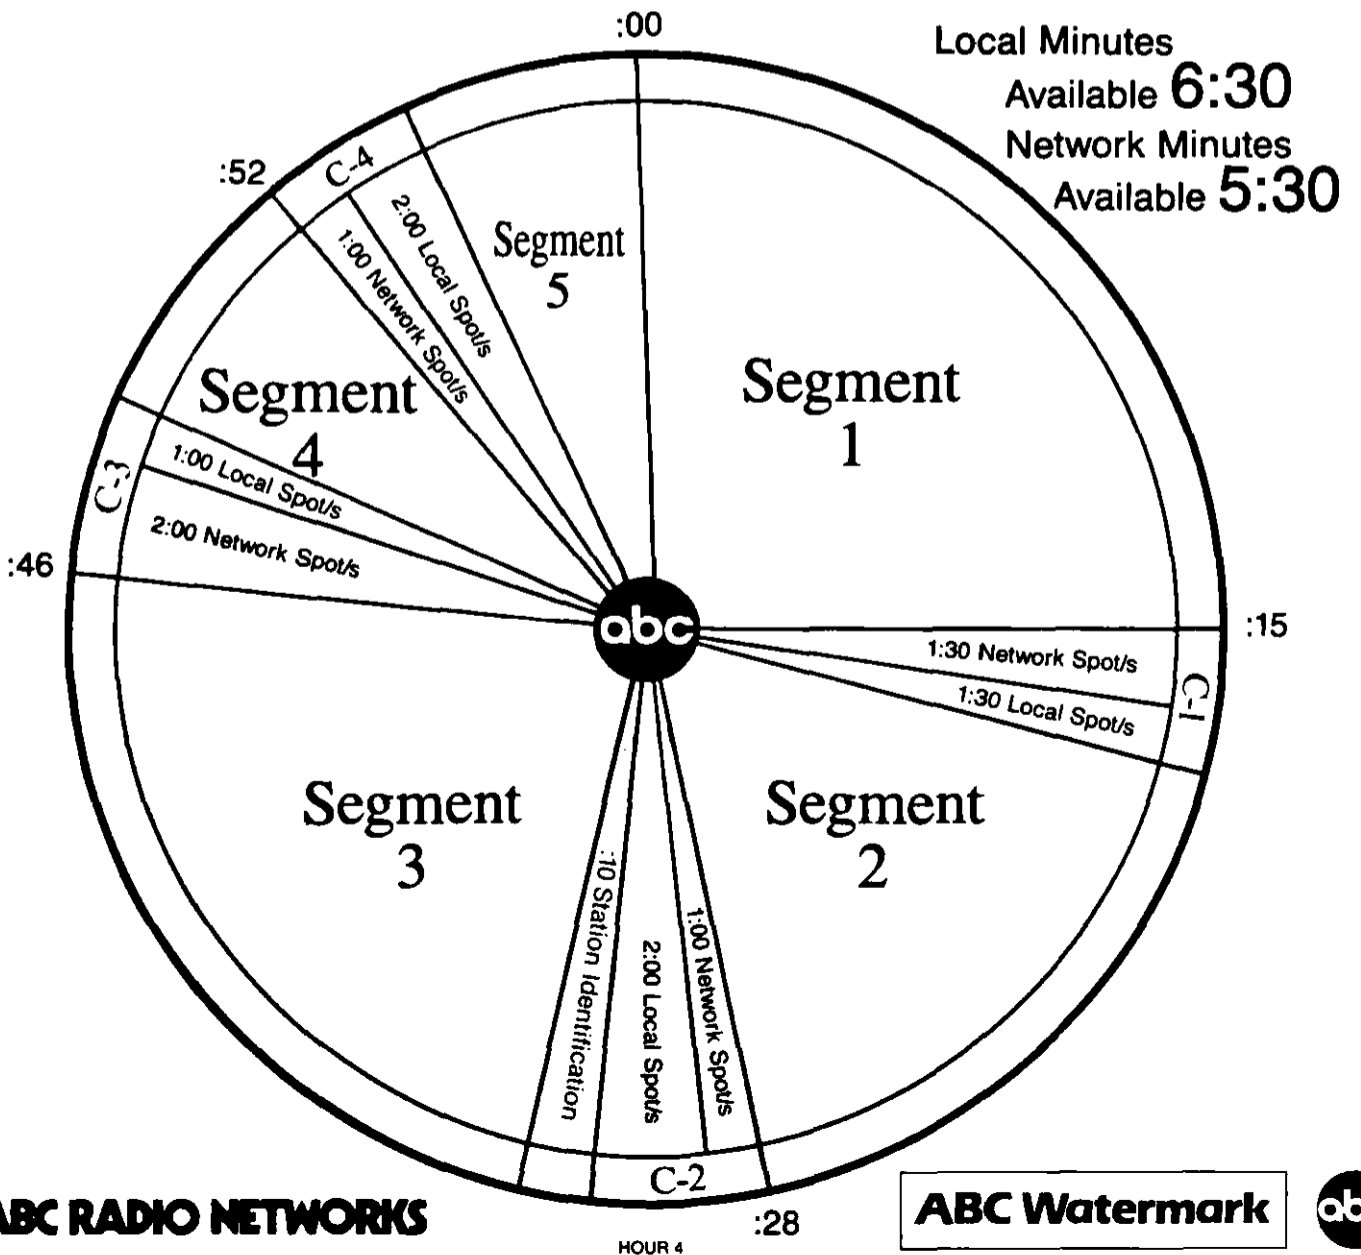 :00
Local Minutes
Available 6:30
Network Minutes
Available 5:30
:52
C-4
2:00 Local Spot/s
1:00 Network Spot/s
Segment
5
Segment
1
Segment
4
C-3
1:00 Local Spot/s
2:00 Network Spot/s
:46
abc
:15
1:30 Network Spot/s
1:30 Local Spot/s
C-1
Segment
3
Segment
2
:10 Station Identification
2:00 Local Spot/s
1:00 Network Spot/s
C-2
:28
ABC RADIO NETWORKS
HOUR 4
ABC Watermark
ab